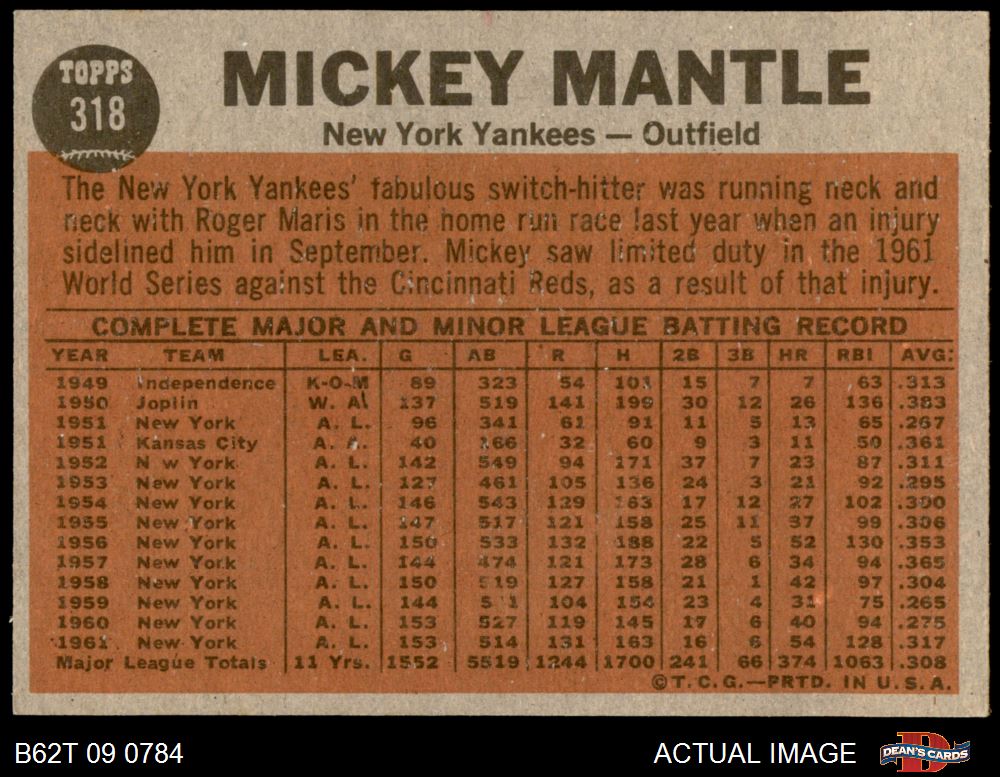 TOPPS
318
MICKEY MANTLE
New York Yankees — Outfield
The New York Yankees' fabulous switch-hitter was running neck and
neck with Roger Maris in the home run race last year when an injury
sidelined him in September. Mickey saw limited duty in the 1961
World Series against the Cincinnati Reds, as a result of that injury.
COMPLETE MAJOR AND MINOR LEAGUE BATTING RECORD
YEAR TEAM LEA. G AB R H 2B 3B HR RBI AVG.
1949 Independence K-O-M 89 323 54 101 15 7 7 63 .313
1950 Joplin W. A. 137 519 141 199 30 12 26 136 .383
1951 New York A. L. 96 341 61 91 11 5 13 65 .267
1951 Kansas City A. A. 40 166 32 60 9 3 11 50 .361
1952 New York A. L. 142 549 94 171 37 7 23 87 .311
1953 New York A. L. 127 461 105 136 24 3 21 92 .295
1954 New York A. L. 146 543 129 163 17 12 27 102 .300
1955 New York A. L. 147 517 121 158 25 11 37 99 .306
1956 New York A. L. 150 533 132 188 22 5 52 130 .353
1957 New York A. L. 144 474 121 173 28 6 34 94 .365
1958 New York A. L. 150 519 127 158 21 1 42 97 .304
1959 New York A. L. 144 104 154 23 4 31 75 .265
1960 New York A. L. 153 527 119 145 17 6 40 94 .275
1961 New York A. L. 153 514 131 163 16 6 54 128 .317
Major League Totals 11 Yrs. 1552 5519 1244 1700 241 66 374 1063 .308
©T.C.G.—PRTD. IN U.S.A.
B62T 09 0784
ACTUAL IMAGE
D
DEAN'S CARDS